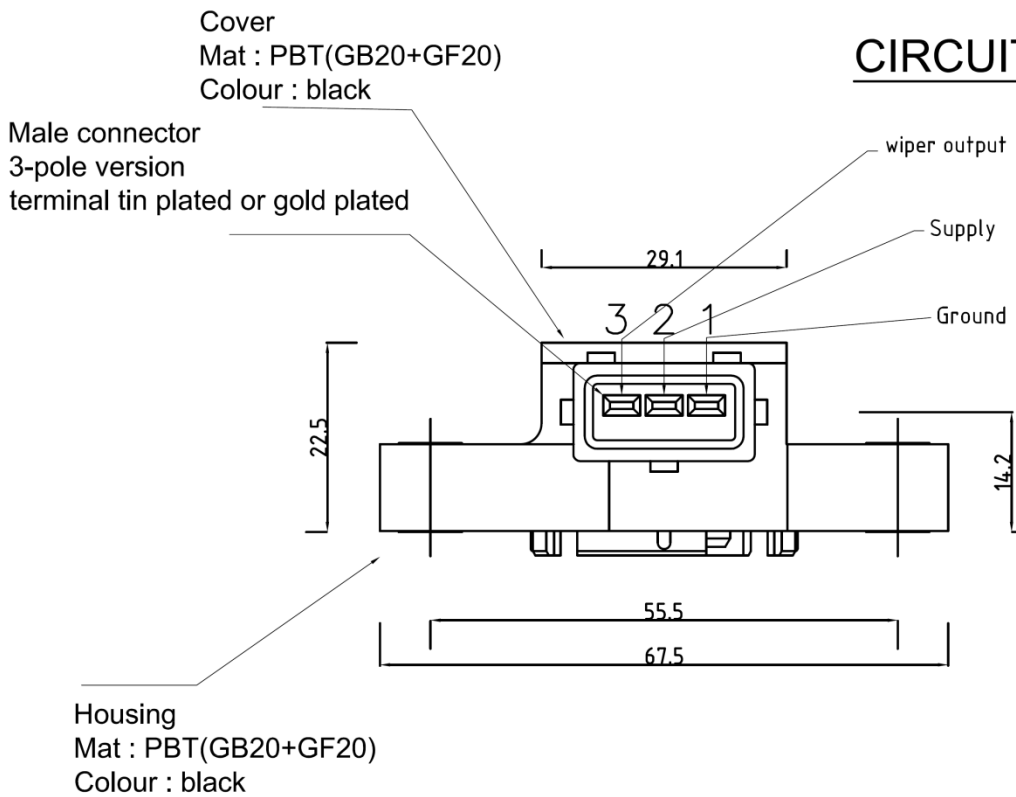 Cover
Mat : PBT(GB20+GF20)
Colour : black
CIRCUIT
Male connector
3-pole version
terminal tin plated or gold plated
wiper output
Supply
29.1
Ground
3 2 1
22.5
14.2
55.5
67.5
Housing
Mat : PBT(GB20+GF20)
Colour : black